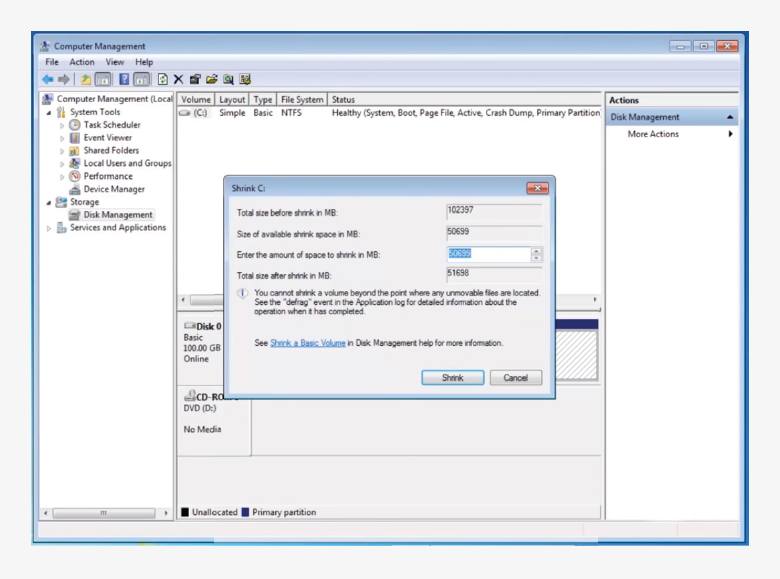 Computer Management
File Action View Help
Computer Management (Local
System Tools
Task Scheduler
Event Viewer
Shared Folders
Local Users and Groups
Performance
Device Manager
Storage
Disk Management
Services and Applications
Volume Layout Type File System Status
(C:) Simple Basic NTFS Healthy (System, Boot, Page File, Active, Crash Dump, Primary Partition
Actions
Disk Management
More Actions
Shrink C:
Total size before shrink in MB: 102397
Size of available shrink space in MB: 50699
Enter the amount of space to shrink in MB: 50699
Total size after shrink in MB: 51698
You cannot shrink a volume beyond the point where any unmovable files are located.
See the "defrag" event in the Application log for detailed information about the
operation when it has completed.
See Shrink a Basic Volume in Disk Management help for more information.
Shrink Cancel
Disk 0
Basic
100.00 GB
Online
DVD (D:)
No Media
Unallocated Primary partition